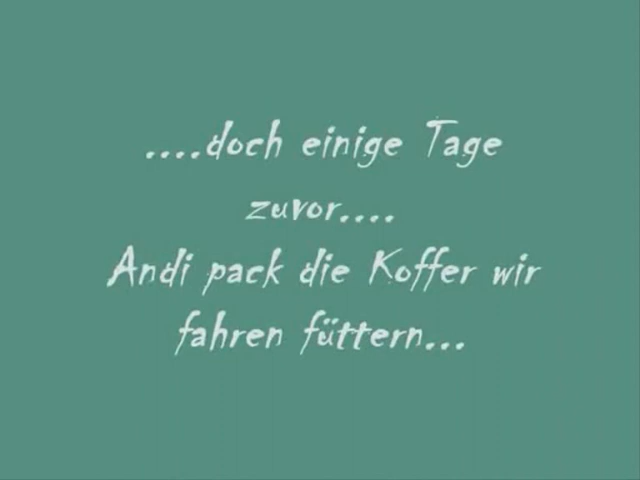 ....doch einige Tage
zuvor....
Andi pack die Koffer wir
fahren füttern...